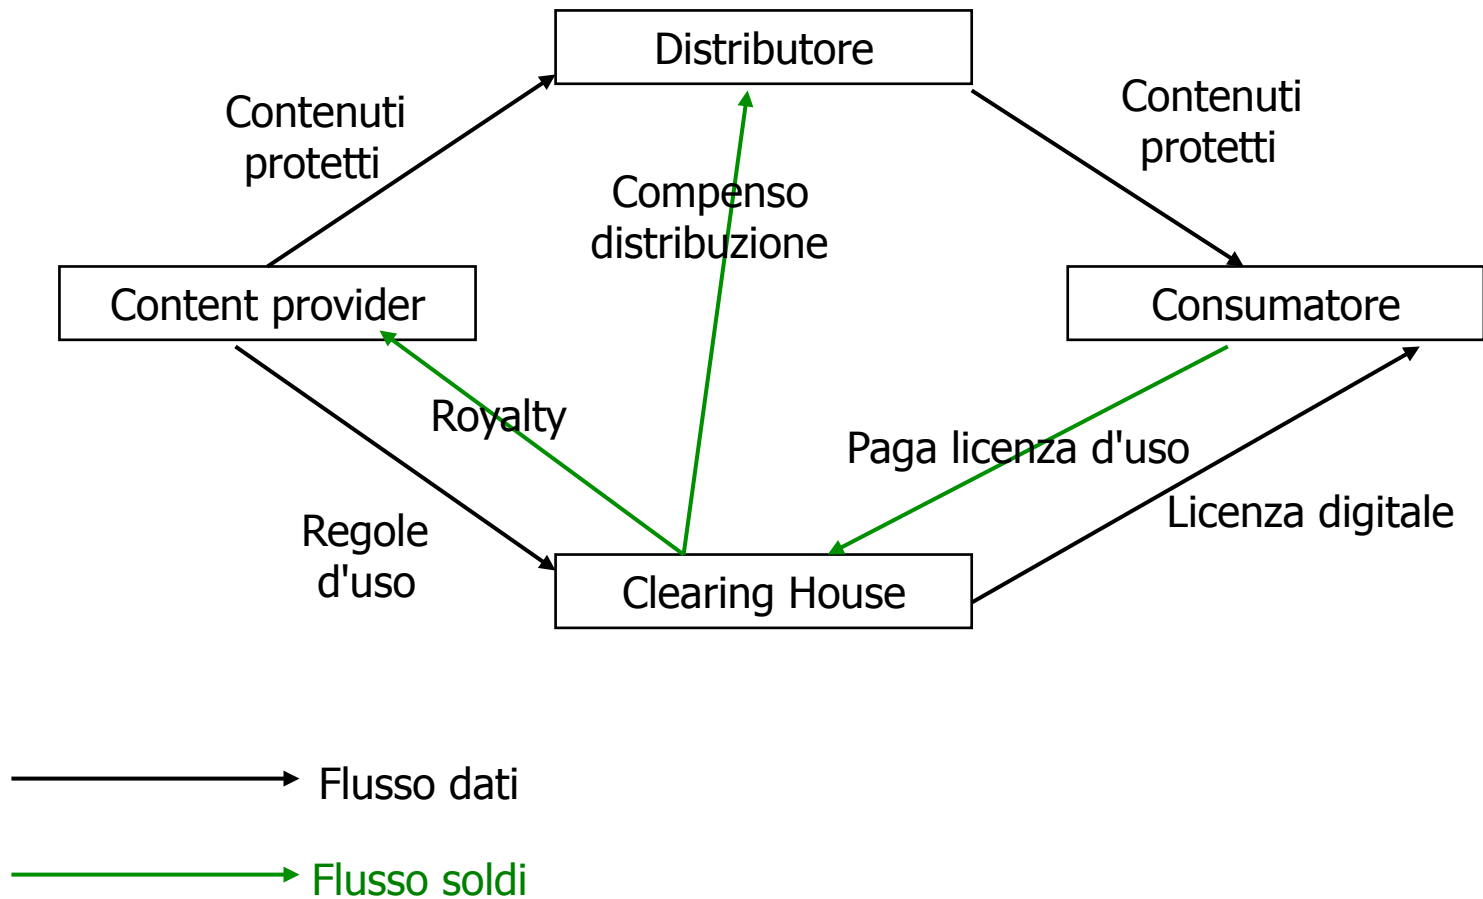 Distributore
Contenuti
protetti
Contenuti
protetti
Compenso
distribuzione
Content provider
Consumatore
Royalty
Paga licenza d'uso
Regole
d'uso
Licenza digitale
Clearing House
Flusso dati
Flusso soldi